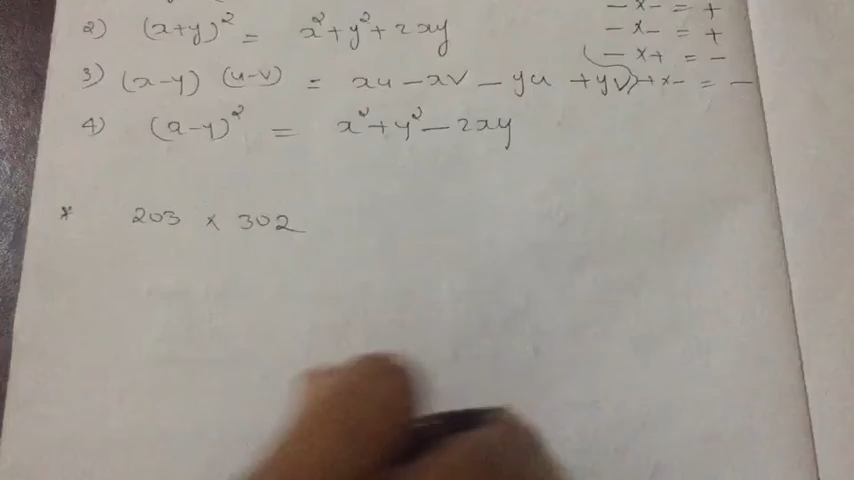 - x - = +
2) (x+y)² = x²+y²+2xy
- x - = +
- x + = -
3) (x-y) (u-v) = xu - xv - yu + yv
+ x - = -
4) (x-y)² = x²+y² - 2xy
* 203 x 302